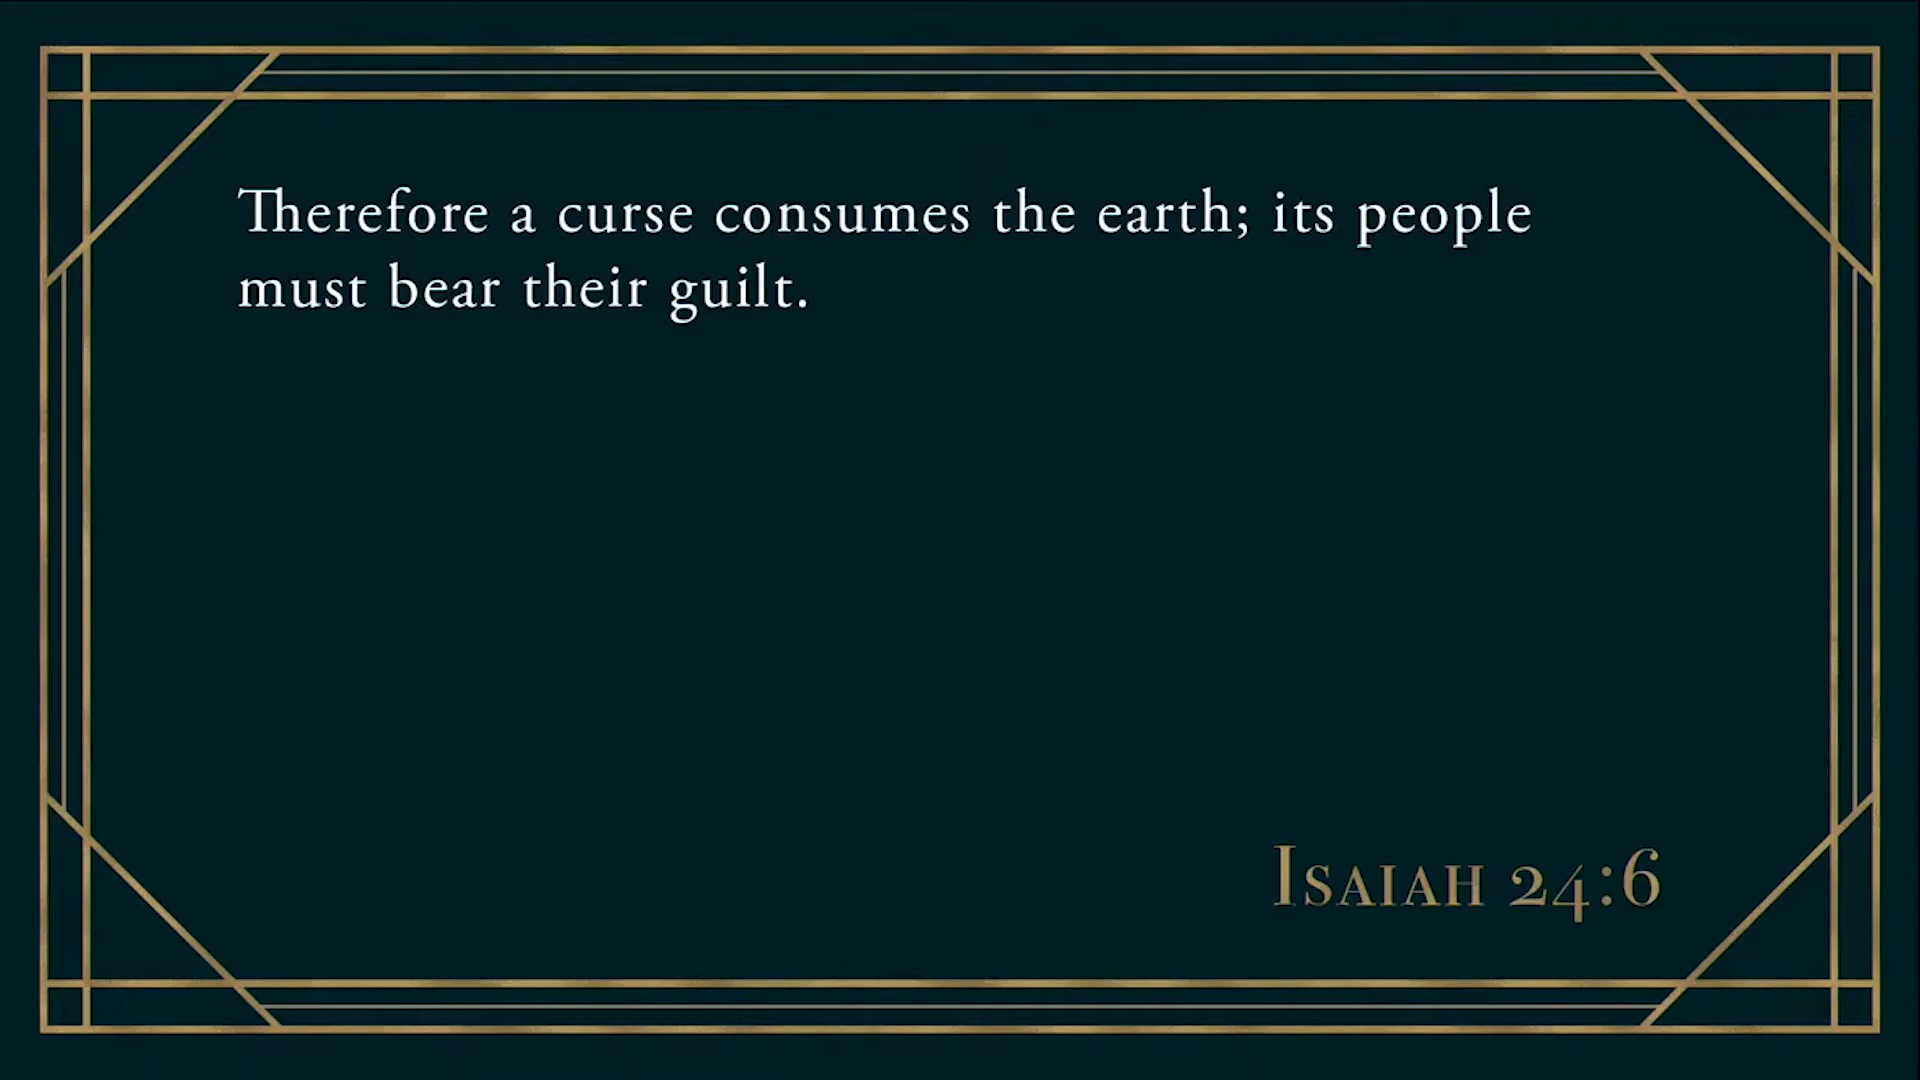 Therefore a curse consumes the earth; its people
must bear their guilt.
Isaiah 24:6